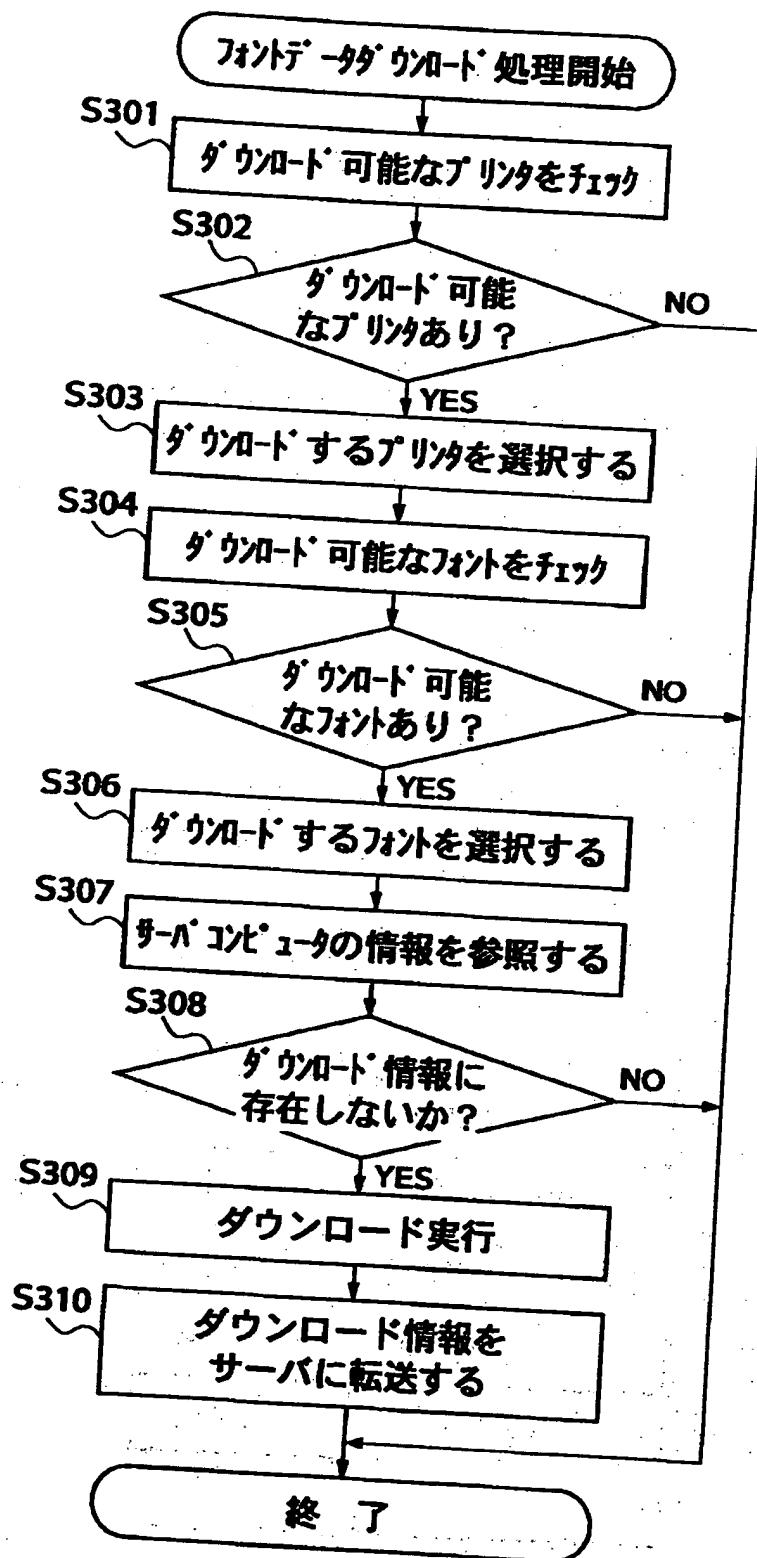 フォントデータダウンロード処理開始
S301
ダウンロード可能なプリンタをチェック
S302
ダウンロード可能
なプリンタあり？
NO
YES
S303
ダウンロードするプリンタを選択する
S304
ダウンロード可能なフォントをチェック
S305
ダウンロード可能
なフォントあり？
NO
YES
S306
ダウンロードするフォントを選択する
S307
サーバコンピュータの情報を参照する
S308
ダウンロード情報に
存在しないか？
NO
YES
S309
ダウンロード実行
S310
ダウンロード情報を
サーバに転送する
終了